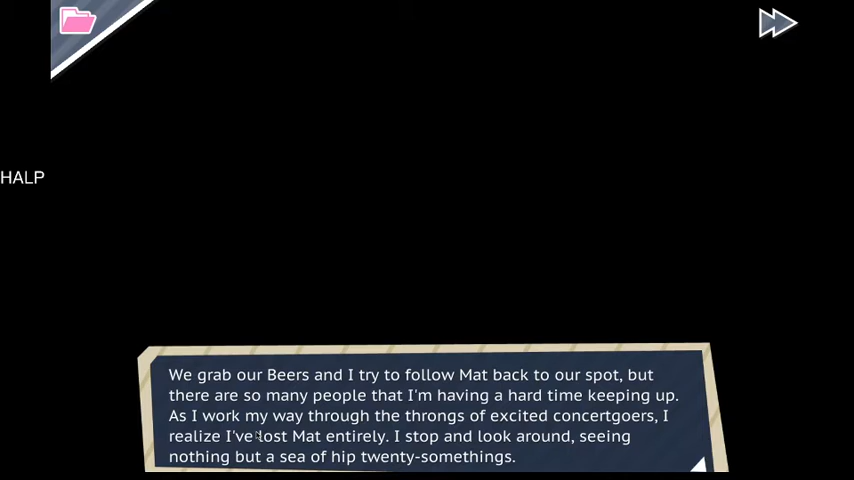 HALP
We grab our Beers and I try to follow Mat back to our spot, but
there are so many people that I'm having a hard time keeping up.
As I work my way through the throngs of excited concertgoers, I
realize I've lost Mat entirely. I stop and look around, seeing
nothing but a sea of hip twenty-somethings.